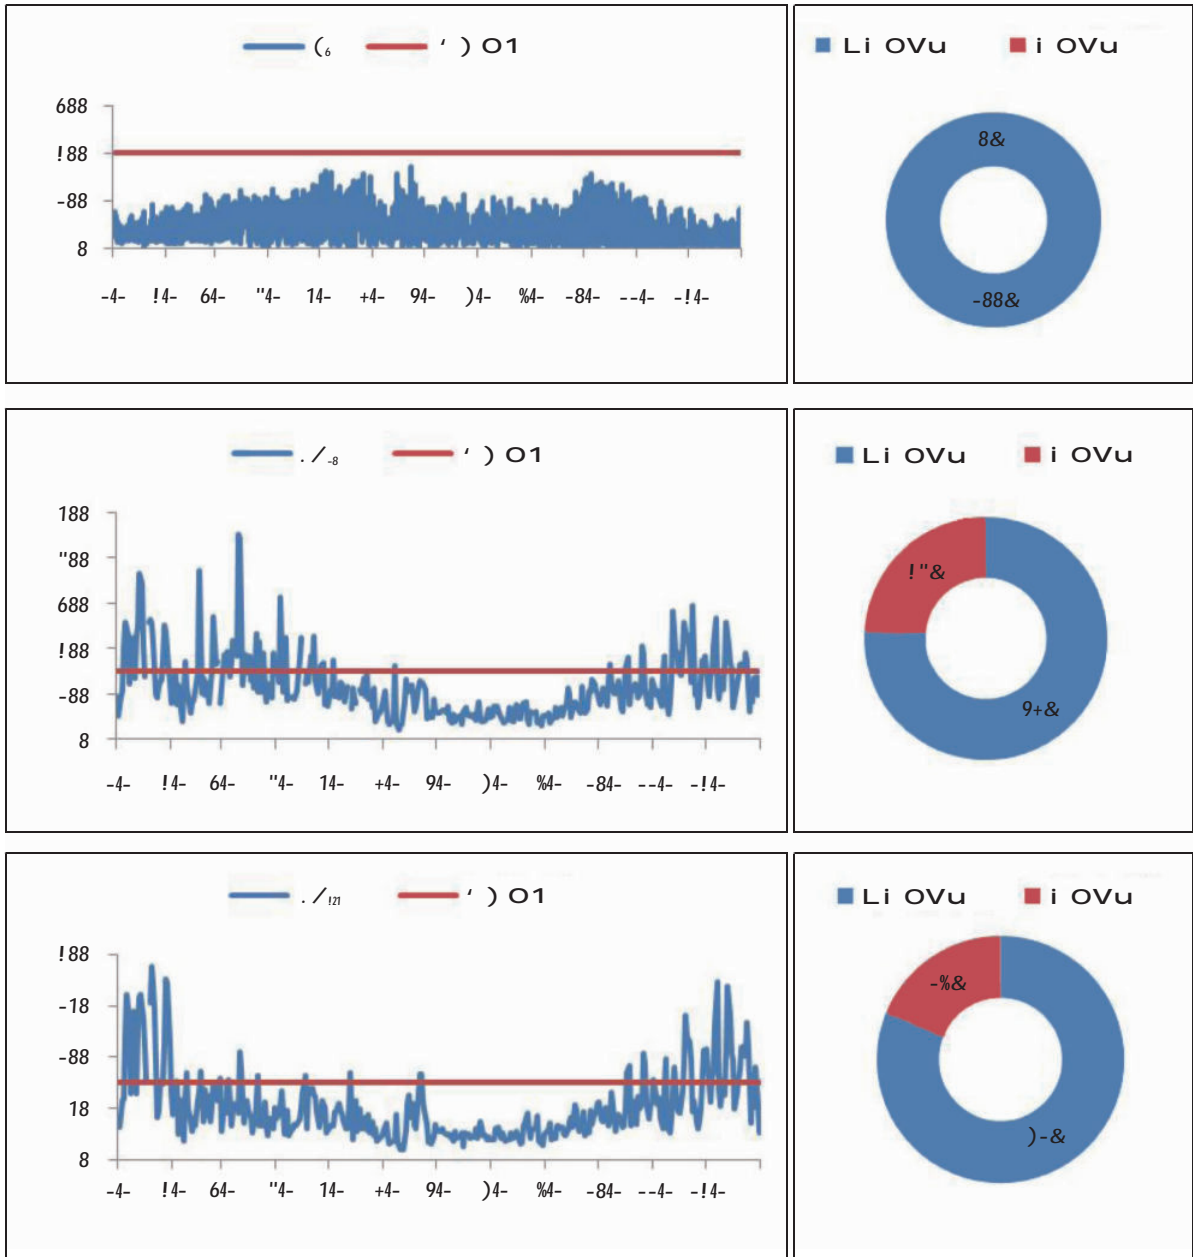 (6 ‘ ) O1
688
!88
-88
8
-4- !4- 64- "4- 14- +4- 94- )4- %4- -84- --4- -!4-
Li OVu i OVu
8&
-88&
. /-8 ‘ ) O1
188
"88
688
!88
-88
8
-4- !4- 64- "4- 14- +4- 94- )4- %4- -84- --4- -!4-
Li OVu i OVu
!"&
9+&
. /!21 ‘ ) O1
!88
-18
-88
18
8
-4- !4- 64- "4- 14- +4- 94- )4- %4- -84- --4- -!4-
Li OVu i OVu
-%&
)-&